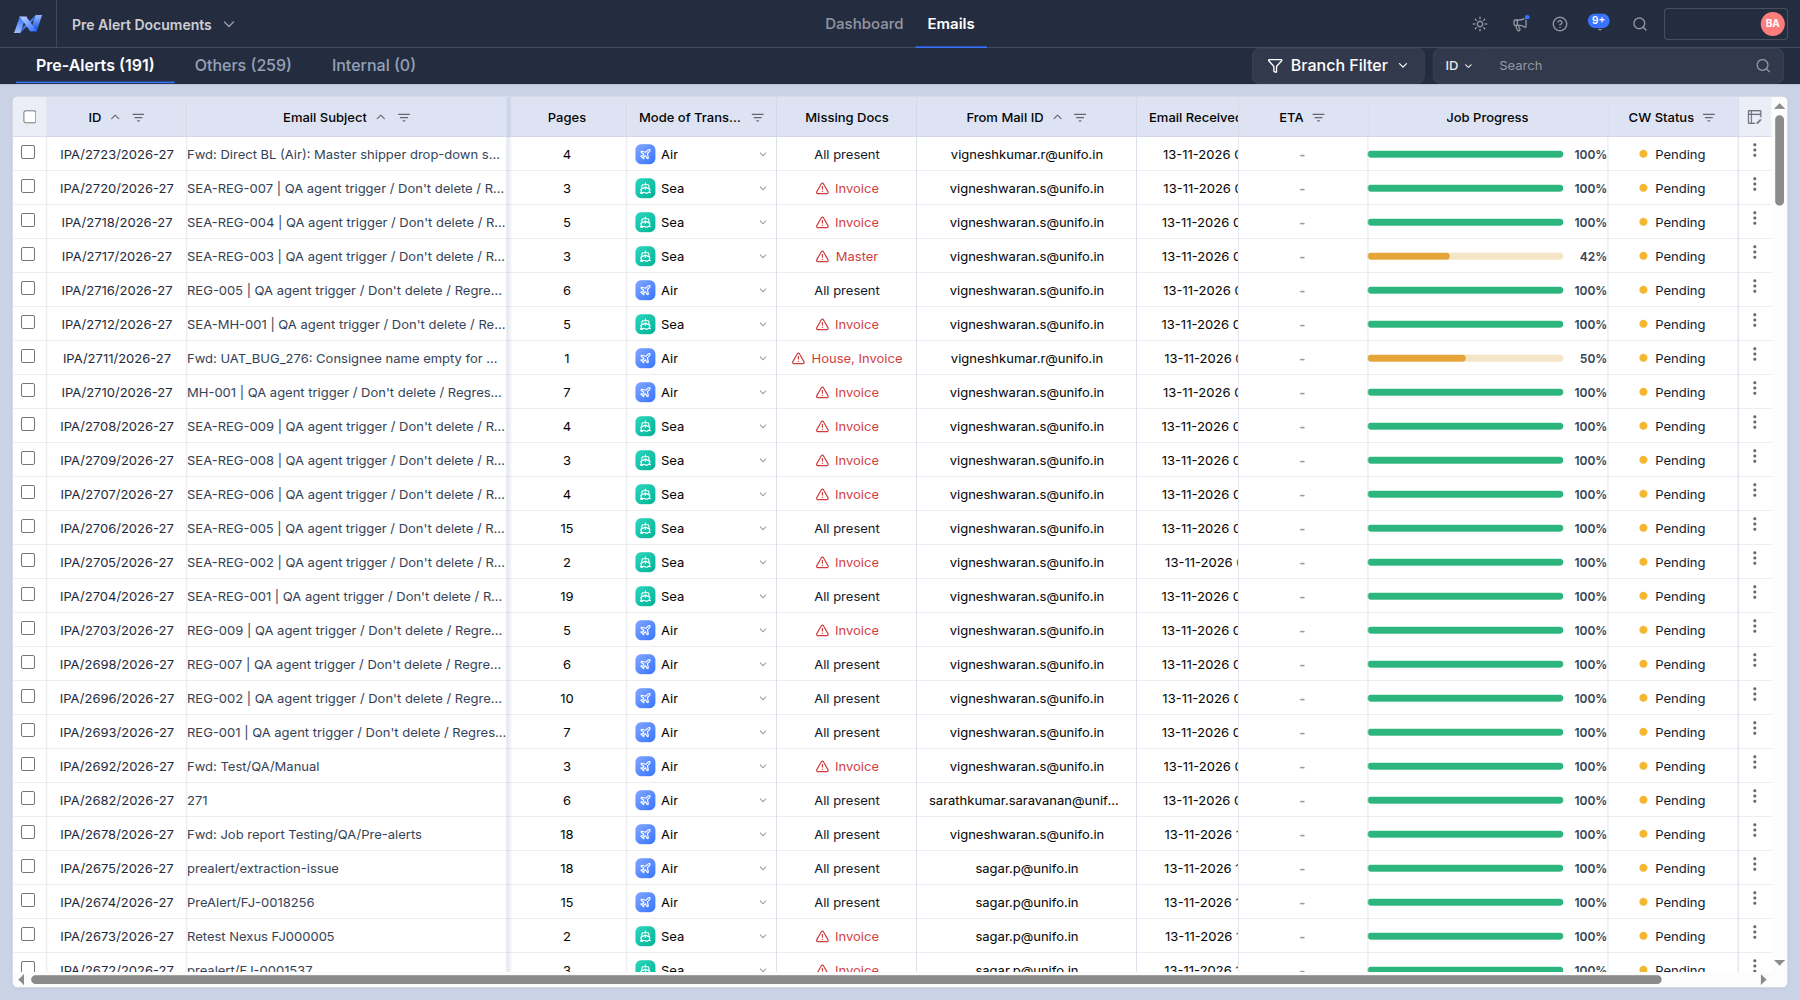 Pre Alert Documents Dashboard Emails 9+ BA
Pre-Alerts (191) Others (259) Internal (0) Branch Filter ID Search
ID Email Subject Pages Mode of Trans... Missing Docs From Mail ID Email Received ETA Job Progress CW Status
IPA/2723/2026-27 Fwd: Direct BL (Air): Master shipper drop-down s... 4 Air All present vigneshkumar.r@unifo.in 13-11-2026 - 100% Pending
IPA/2720/2026-27 SEA-REG-007 | QA agent trigger / Don't delete / R... 3 Sea Invoice vigneshwaran.s@unifo.in 13-11-2026 - 100% Pending
IPA/2718/2026-27 SEA-REG-004 | QA agent trigger / Don't delete / R... 5 Sea Invoice vigneshwaran.s@unifo.in 13-11-2026 - 100% Pending
IPA/2717/2026-27 SEA-REG-003 | QA agent trigger / Don't delete / R... 3 Sea Master vigneshwaran.s@unifo.in 13-11-2026 - 42% Pending
IPA/2716/2026-27 REG-005 | QA agent trigger / Don't delete / Regre... 6 Air All present vigneshwaran.s@unifo.in 13-11-2026 - 100% Pending
IPA/2712/2026-27 SEA-MH-001 | QA agent trigger / Don't delete / Re... 5 Sea Invoice vigneshwaran.s@unifo.in 13-11-2026 - 100% Pending
IPA/2711/2026-27 Fwd: UAT_BUG_276: Consignee name empty for ... 1 Air House, Invoice vigneshkumar.r@unifo.in 13-11-2026 - 50% Pending
IPA/2710/2026-27 MH-001 | QA agent trigger / Don't delete / Regres... 7 Air Invoice vigneshwaran.s@unifo.in 13-11-2026 - 100% Pending
IPA/2708/2026-27 SEA-REG-009 | QA agent trigger / Don't delete / R... 4 Sea Invoice vigneshwaran.s@unifo.in 13-11-2026 - 100% Pending
IPA/2709/2026-27 SEA-REG-008 | QA agent trigger / Don't delete / R... 3 Sea Invoice vigneshwaran.s@unifo.in 13-11-2026 - 100% Pending
IPA/2707/2026-27 SEA-REG-006 | QA agent trigger / Don't delete / R... 4 Sea Invoice vigneshwaran.s@unifo.in 13-11-2026 - 100% Pending
IPA/2706/2026-27 SEA-REG-005 | QA agent trigger / Don't delete / R... 15 Sea All present vigneshwaran.s@unifo.in 13-11-2026 - 100% Pending
IPA/2705/2026-27 SEA-REG-002 | QA agent trigger / Don't delete / R... 2 Sea Invoice vigneshwaran.s@unifo.in 13-11-2026 - 100% Pending
IPA/2704/2026-27 SEA-REG-001 | QA agent trigger / Don't delete / R... 19 Sea All present vigneshwaran.s@unifo.in 13-11-2026 - 100% Pending
IPA/2703/2026-27 REG-009 | QA agent trigger / Don't delete / Regre... 5 Air Invoice vigneshwaran.s@unifo.in 13-11-2026 - 100% Pending
IPA/2698/2026-27 REG-007 | QA agent trigger / Don't delete / Regre... 6 Air All present vigneshwaran.s@unifo.in 13-11-2026 - 100% Pending
IPA/2696/2026-27 REG-002 | QA agent trigger / Don't delete / Regre... 10 Air All present vigneshwaran.s@unifo.in 13-11-2026 - 100% Pending
IPA/2693/2026-27 REG-001 | QA agent trigger / Don't delete / Regres... 7 Air All present vigneshwaran.s@unifo.in 13-11-2026 - 100% Pending
IPA/2692/2026-27 Fwd: Test/QA/Manual 3 Air Invoice vigneshwaran.s@unifo.in 13-11-2026 - 100% Pending
IPA/2682/2026-27 271 6 Air All present sarathkumar.saravanan@unif... 13-11-2026 - 100% Pending
IPA/2678/2026-27 Fwd: Job report Testing/QA/Pre-alerts 18 Air All present vigneshwaran.s@unifo.in 13-11-2026 - 100% Pending
IPA/2675/2026-27 prealert/extraction-issue 18 Air All present sagar.p@unifo.in 13-11-2026 - 100% Pending
IPA/2674/2026-27 PreAlert/FJ-0018256 15 Air All present sagar.p@unifo.in 13-11-2026 - 100% Pending
IPA/2673/2026-27 Retest Nexus FJ000005 2 Sea Invoice sagar.p@unifo.in 13-11-2026 - 100% Pending
IPA/2672/2026-27 prealert/FJ-0001537 3 Sea Invoice sagar.p@unifo.in 13-11-2026 100% Pending